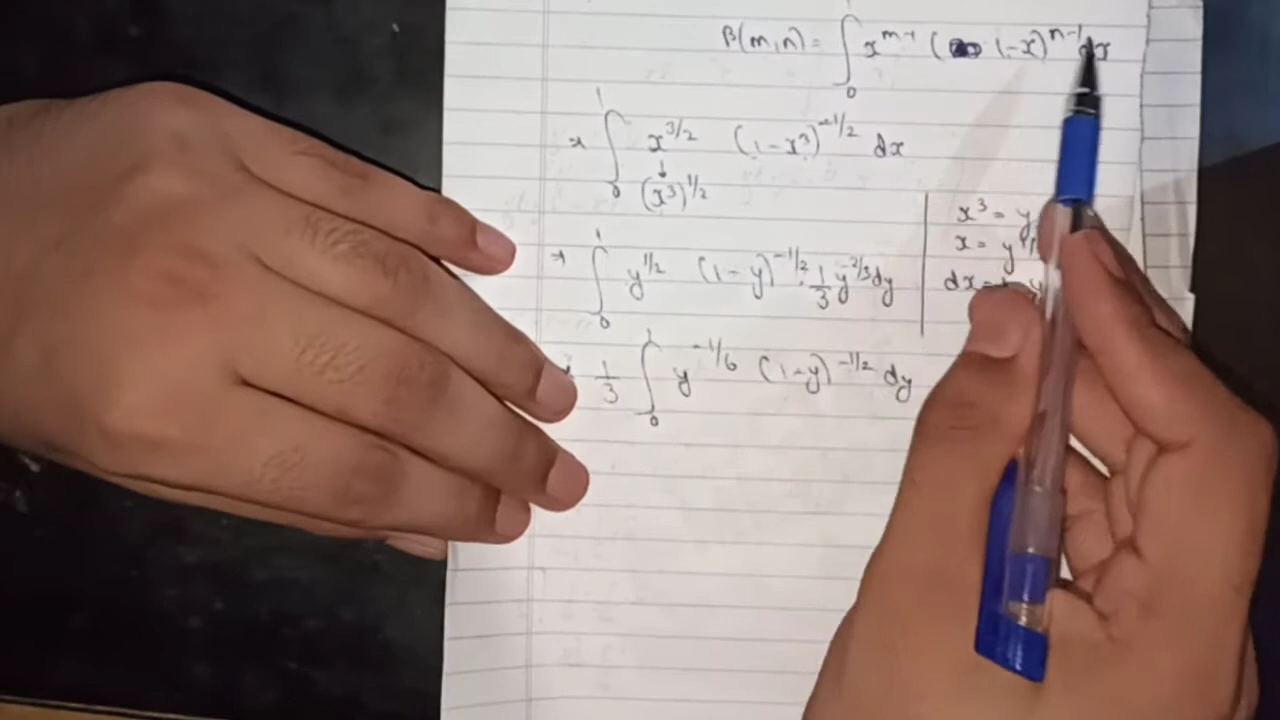 β(m,n) = ∫₀¹ x^{m-1} (1-x)^{n-1} dx
→ ∫₀¹ x^{3/2} (1-x³)^{-1/2} dx
↓
(x³)^{1/2}
→ ∫₀¹ y^{1/2} (1-y)^{-1/2} · 1/3 y^{-2/3} dy
x³ = y
x = y
dx =
1/3 ∫₀¹ y^{-1/6} (1-y)^{-1/2} dy